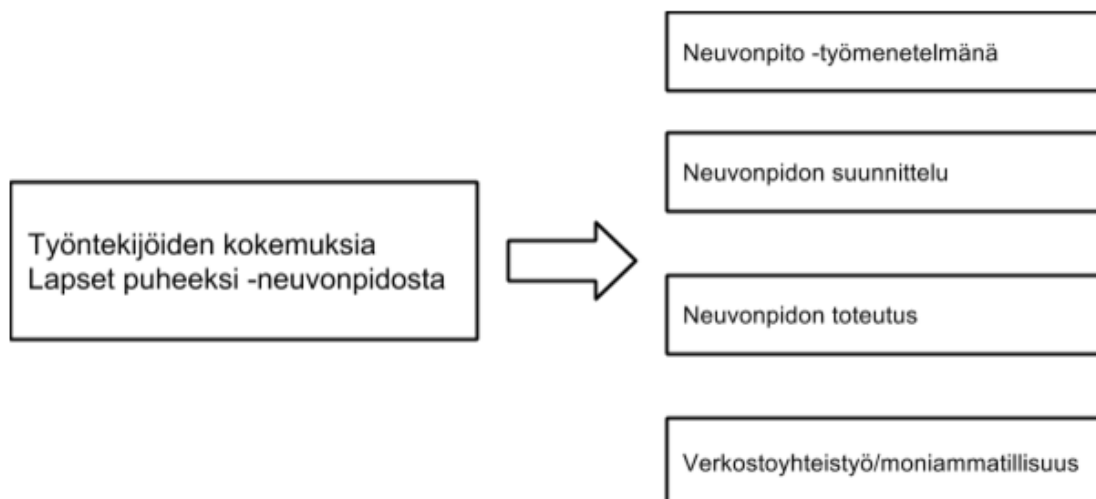 Neuvonpito -työmenetelmänä
Neuvonpidon suunnittelu
Työntekijöiden kokemuksia
Lapset puheeksi -neuvonpidosta
Neuvonpidon toteutus
Verkostoyhteistyö/moniammatillisuus